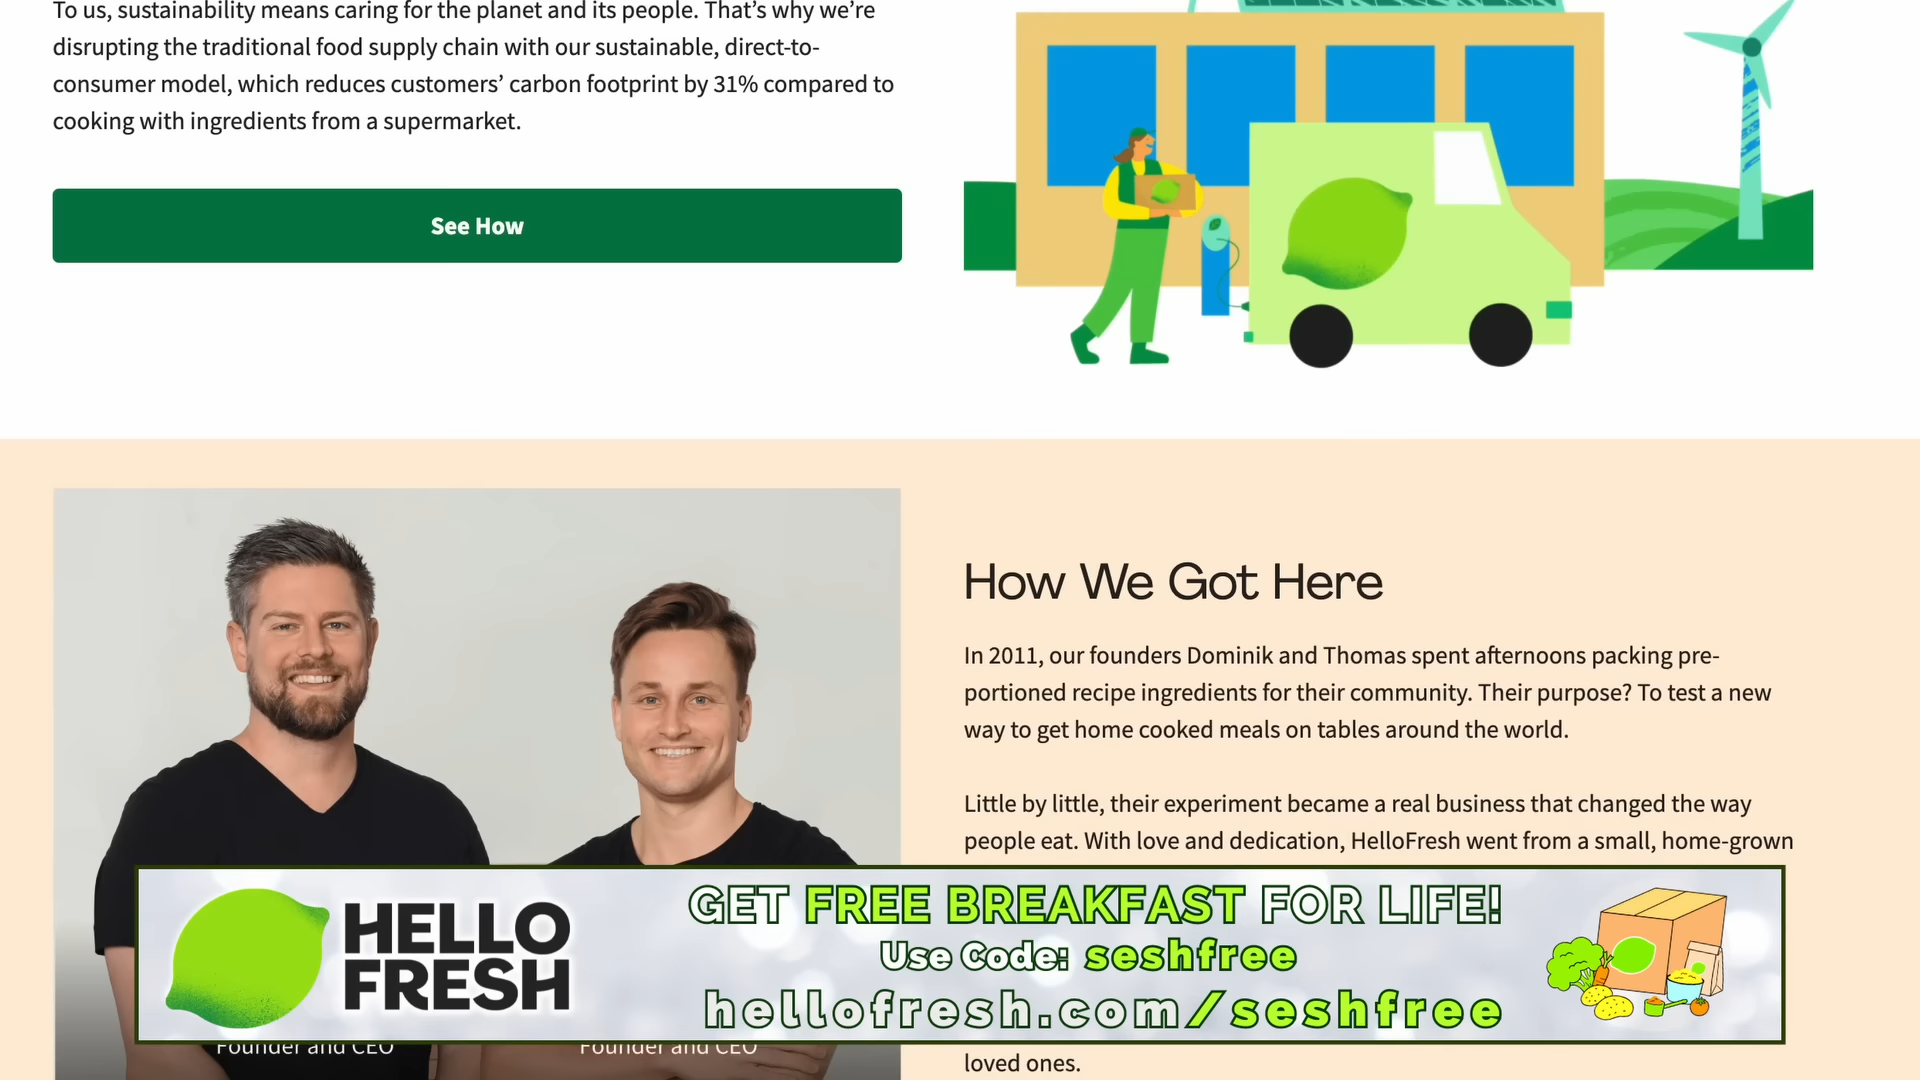 To us, sustainability means caring for the planet and its people. That’s why we’re
disrupting the traditional food supply chain with our sustainable, direct-to-
consumer model, which reduces customers’ carbon footprint by 31% compared to
cooking with ingredients from a supermarket.
See How
How We Got Here
In 2011, our founders Dominik and Thomas spent afternoons packing pre-
portioned recipe ingredients for their community. Their purpose? To test a new
way to get home cooked meals on tables around the world.
Little by little, their experiment became a real business that changed the way
people eat. With love and dedication, HelloFresh went from a small, home-grown
HELLO
FRESH
GET FREE BREAKFAST FOR LIFE!
Use Code: seshfree
hellofresh.com/seshfree
Founder and CEO
Founder and CEO
loved ones.